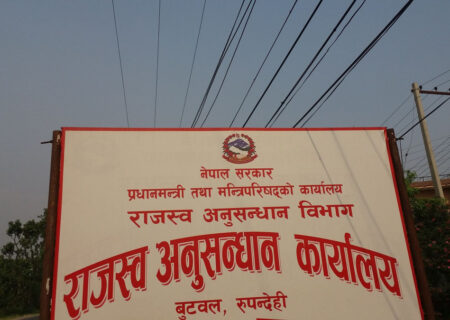 नेपाल सरकार
प्रधानमन्त्री तथा मन्त्रिपरिषद्को कार्यालय
राजस्व अनुसन्धान विभाग
राजस्व अनुसन्धान कार्यालय
बुटवल, रुपन्देही